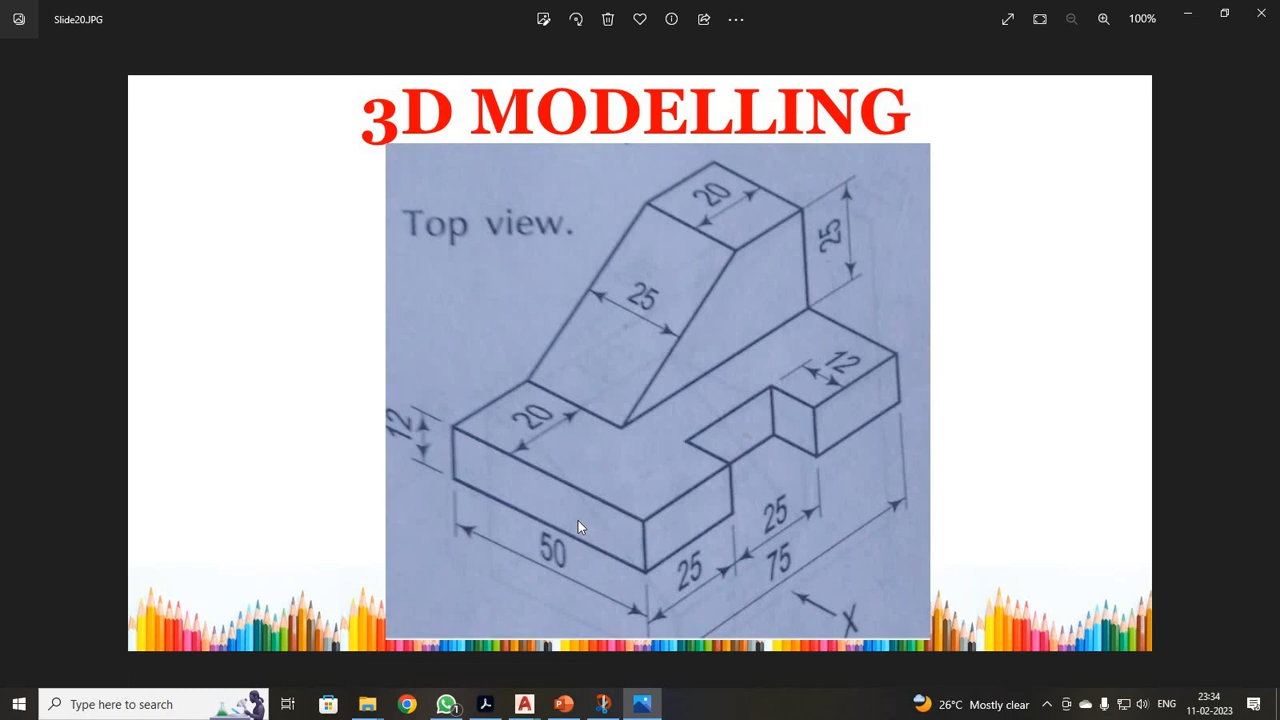 Slide20.JPG
100%
3D MODELLING
Top view.
20
25
25
12
20
12
50
25
25
75
X
Type here to search
1
26°C Mostly clear
ENG
23:34
11-02-2023